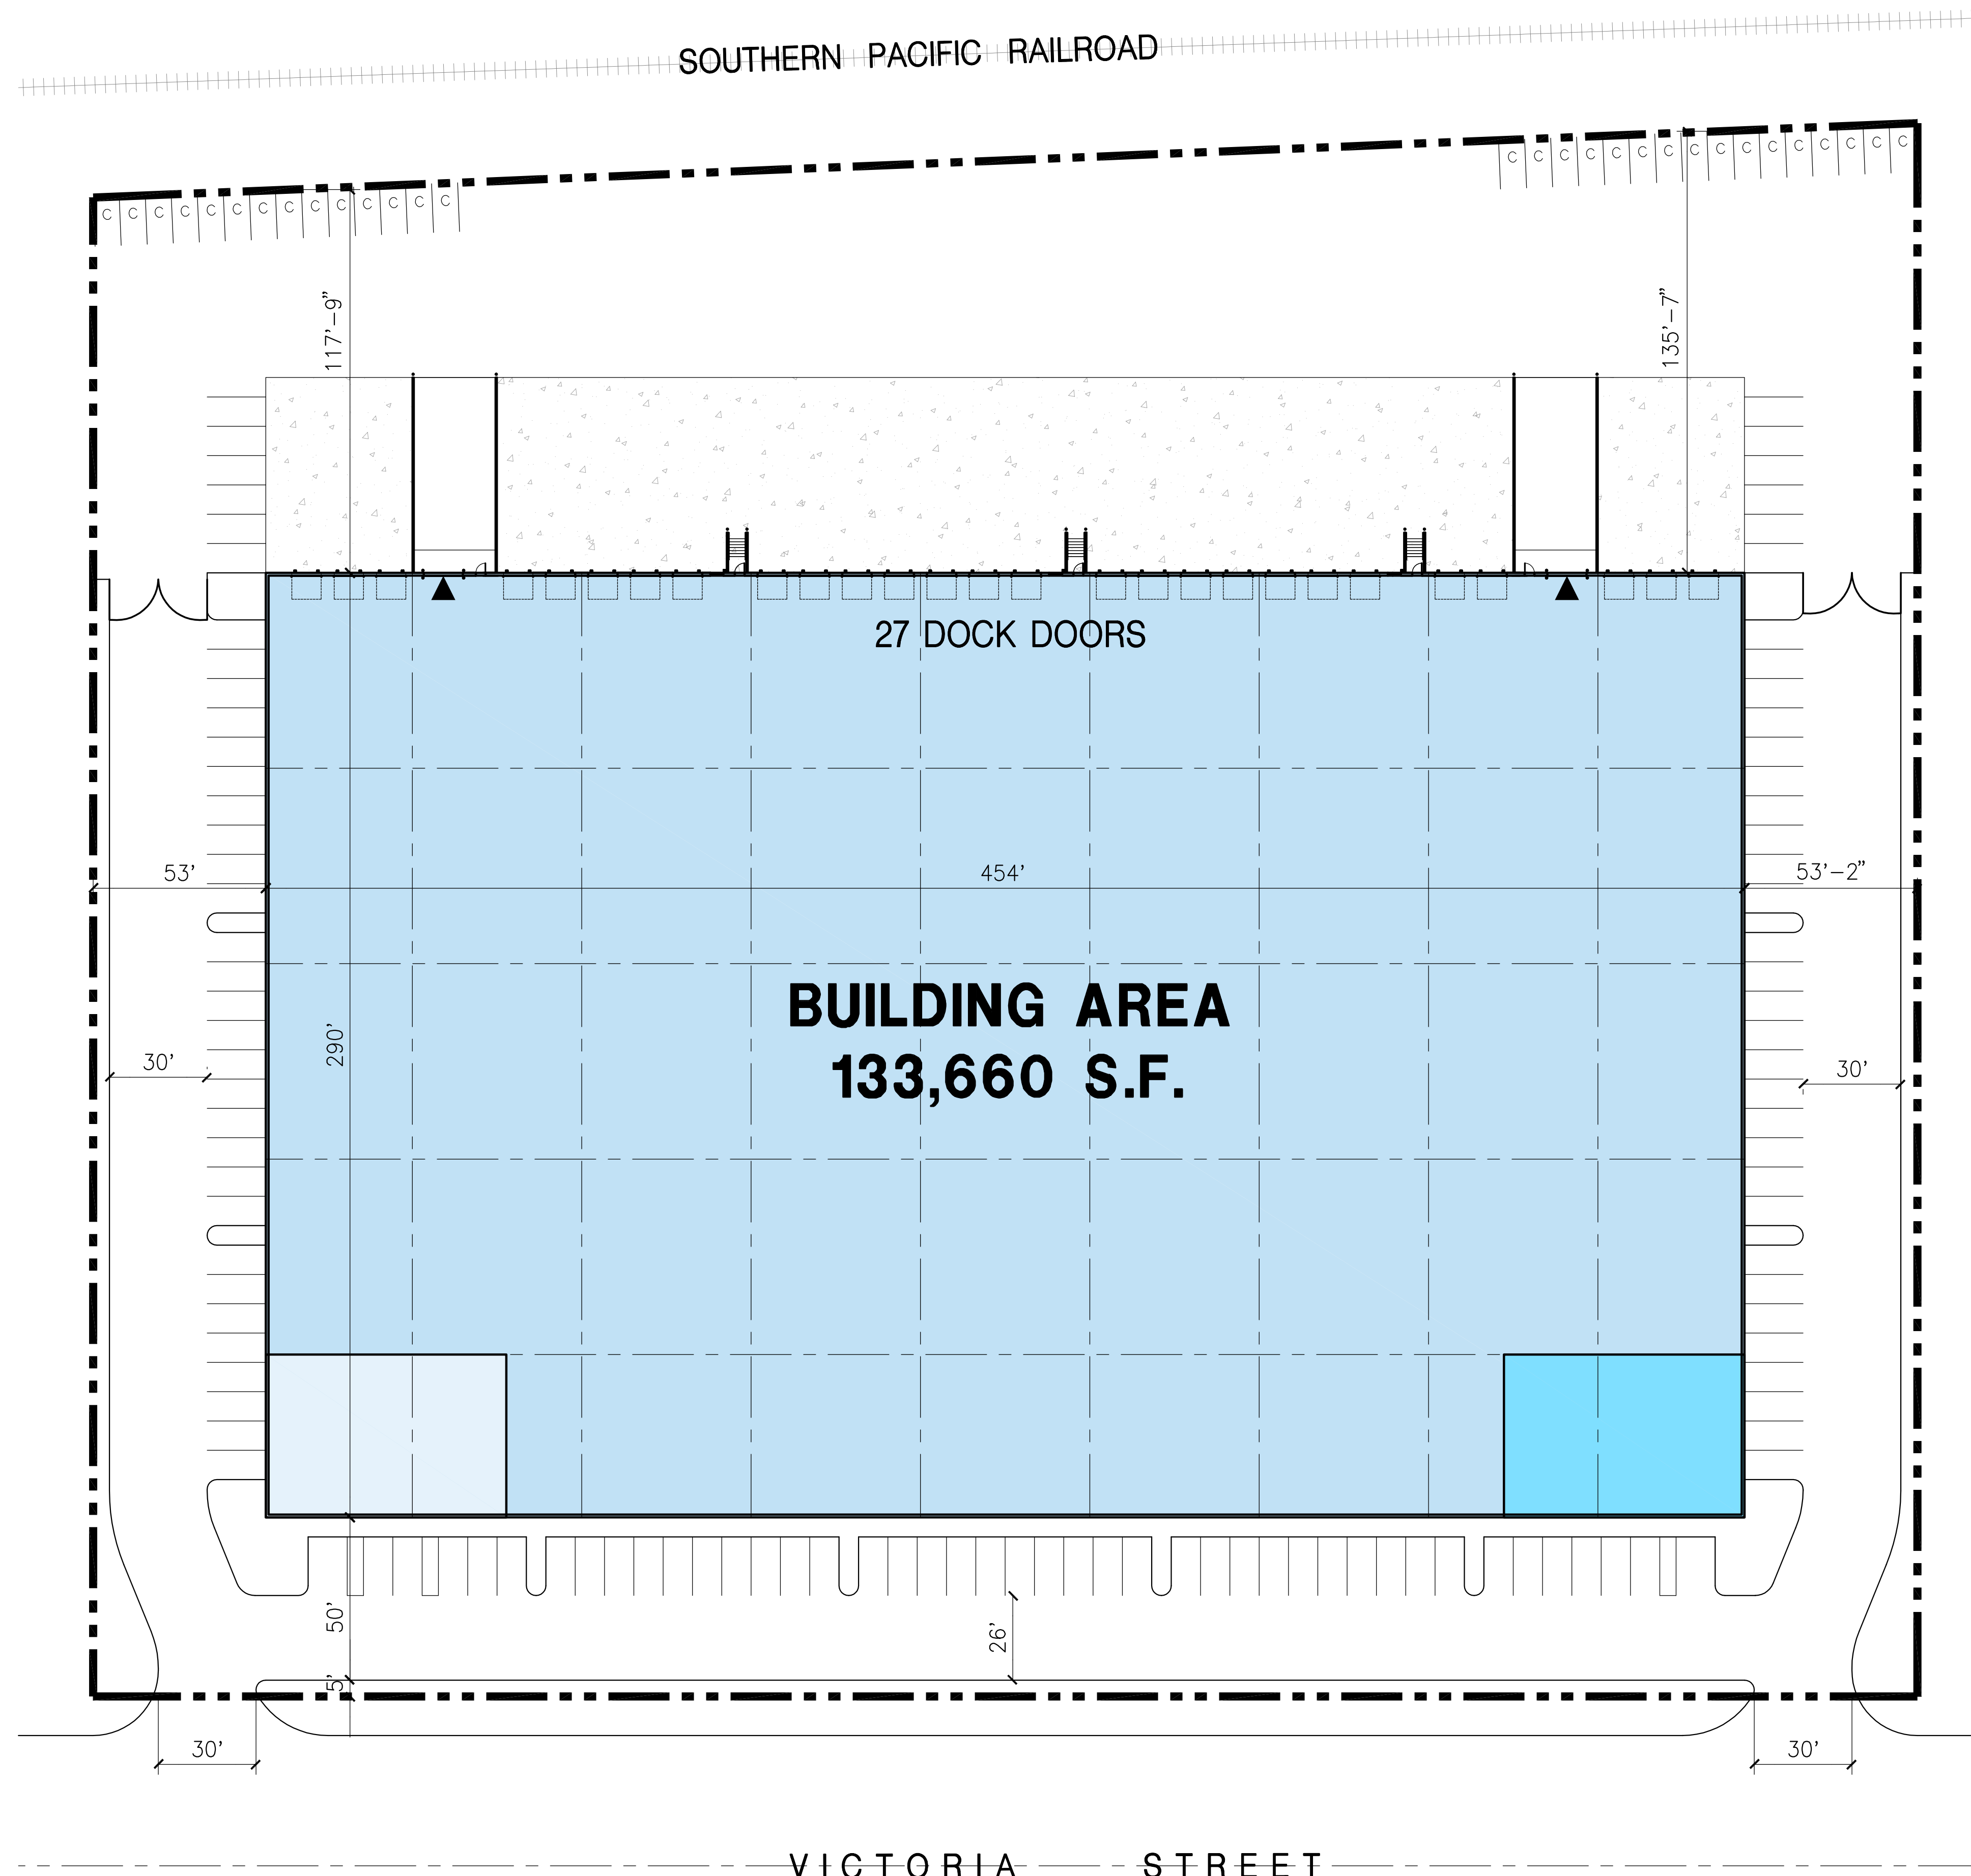 SOUTHERN PACIFIC RAILROAD
C C C C C C C C C C C C C C
C C C C C C C C C C C C C C C C
117'-9"
135'-7"
27 DOCK DOORS
53'
454'
53'-2"
BUILDING AREA
133,660 S.F.
290'
30'
30'
50'
26'
5'
30'
30'
VICTORIA STREET